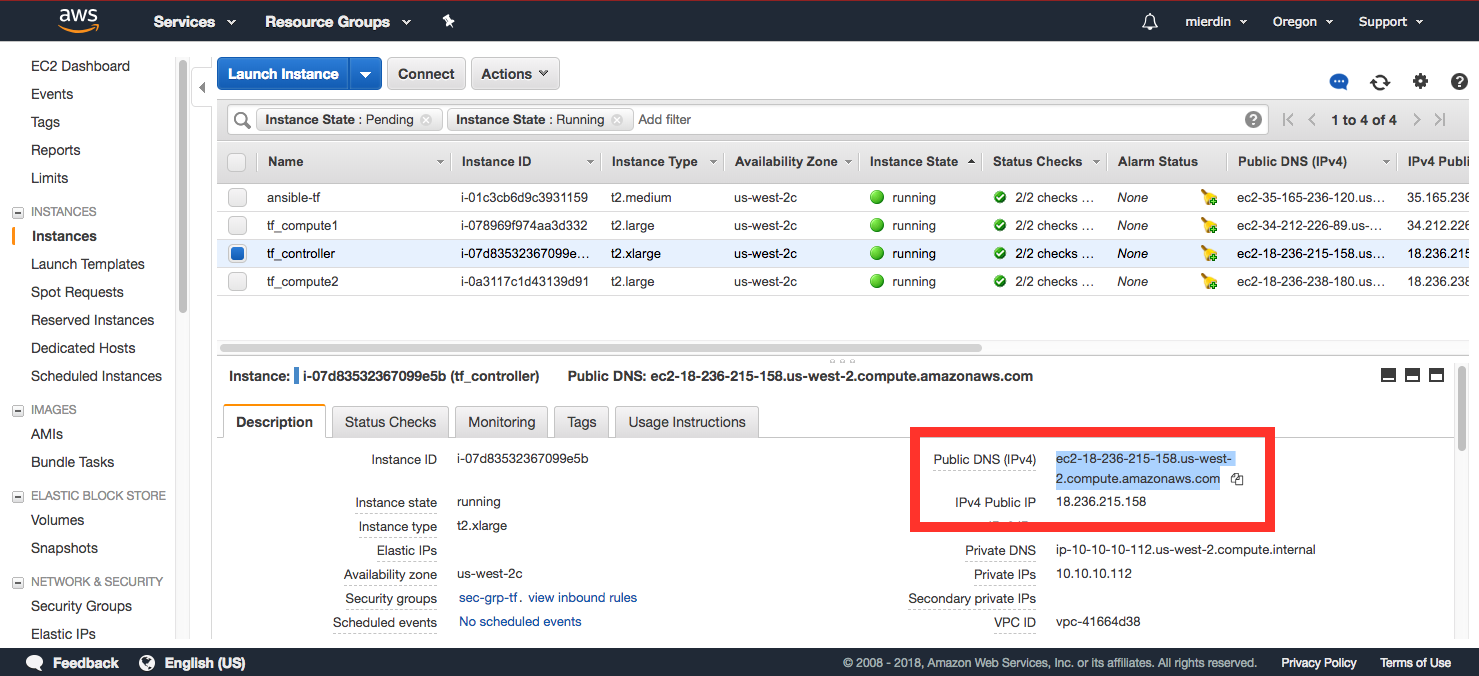 aws Services Resource Groups mierdin Oregon Support
EC2 Dashboard
Events
Tags
Reports
Limits
INSTANCES
Instances
Launch Templates
Spot Requests
Reserved Instances
Dedicated Hosts
Scheduled Instances
IMAGES
AMIs
Bundle Tasks
ELASTIC BLOCK STORE
Volumes
Snapshots
NETWORK & SECURITY
Security Groups
Elastic IPs
Launch Instance Connect Actions
Instance State : Pending Instance State : Running Add filter 1 to 4 of 4
Name Instance ID Instance Type Availability Zone Instance State Status Checks Alarm Status Public DNS (IPv4) IPv4 Publi
ansible-tf i-01c3cb6d9c3931159 t2.medium us-west-2c running 2/2 checks ... None ec2-35-165-236-120.us... 35.165.236
tf_compute1 i-078969f974aa3d332 t2.large us-west-2c running 2/2 checks ... None ec2-34-212-226-89.us-... 34.212.226
tf_controller i-07d83532367099e... t2.xlarge us-west-2c running 2/2 checks ... None ec2-18-236-215-158.us... 18.236.215
tf_compute2 i-0a3117c1d43139d91 t2.large us-west-2c running 2/2 checks ... None ec2-18-236-238-180.us... 18.236.238
Instance: i-07d83532367099e5b (tf_controller) Public DNS: ec2-18-236-215-158.us-west-2.compute.amazonaws.com
Description Status Checks Monitoring Tags Usage Instructions
Instance ID i-07d83532367099e5b
Instance state running
Instance type t2.xlarge
Elastic IPs
Availability zone us-west-2c
Security groups sec-grp-tf. view inbound rules
Scheduled events No scheduled events
Public DNS (IPv4) ec2-18-236-215-158.us-west-
2.compute.amazonaws.com
IPv4 Public IP 18.236.215.158
Private DNS ip-10-10-10-112.us-west-2.compute.internal
Private IPs 10.10.10.112
Secondary private IPs
VPC ID vpc-41664d38
Feedback English (US) © 2008 - 2018, Amazon Web Services, Inc. or its affiliates. All rights reserved. Privacy Policy Terms of Use